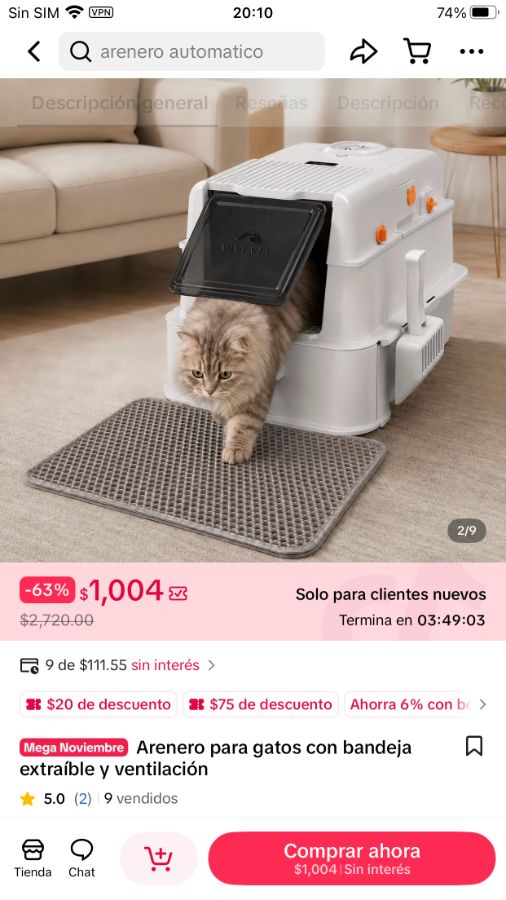 Sin SIM VPN 20:10 74%
arenero automatico
Descripción general Reseñas Descripción Reco
2/9
-63% $1,004 Solo para clientes nuevos
$2,720.00 Termina en 03:49:03
9 de $111.55 sin interés >
$20 de descuento $75 de descuento Ahorra 6% con bo >
Mega Noviembre Arenero para gatos con bandeja
extraíble y ventilación
5.0 (2) 9 vendidos
Tienda Chat Comprar ahora
$1,004 | Sin interés